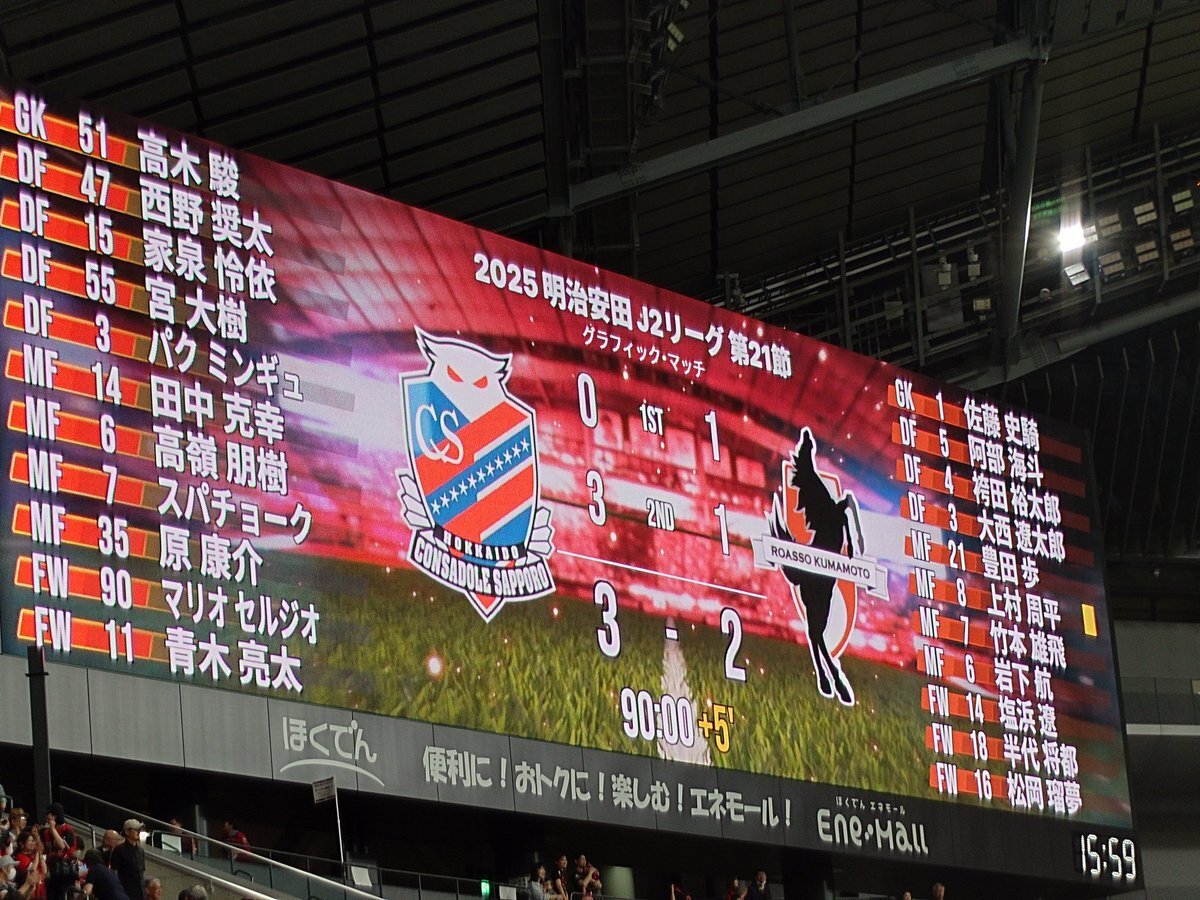 GK 51 高木 駿
DF 47 西野 奨太
DF 15 家泉 怜依
DF 55 宮 大樹
DF 3 パク ミンギュ
MF 14 田中 克幸
MF 6 高嶺 朋樹
MF 7 スパチョーク
MF 35 原 康介
FW 90 マリオ セルジオ
FW 11 青木 亮太
2025 明治安田 J2リーグ 第21節
グラフィック・マッチ
0 1ST 1
3 2ND 1
3 - 2
90:00 +5'
CS
HOKKAIDO
CONSADOLE SAPPORO
ROASSO KUMAMOTO
GK 1 佐藤 史騎
DF 5 阿部 海斗
DF 4 袴田 裕太郎
DF 3 大西 遼太郎
MF 21 豊田 歩
MF 8 上村 周平
MF 7 竹本 雄飛
MF 6 岩下 航
FW 14 塩浜 遼
FW 18 半代 将都
FW 16 松岡 瑠夢
ほくでん
便利に!おトクに!楽しむ!エネモール!
ほくでん エネモール
Ene・Mall
15:59